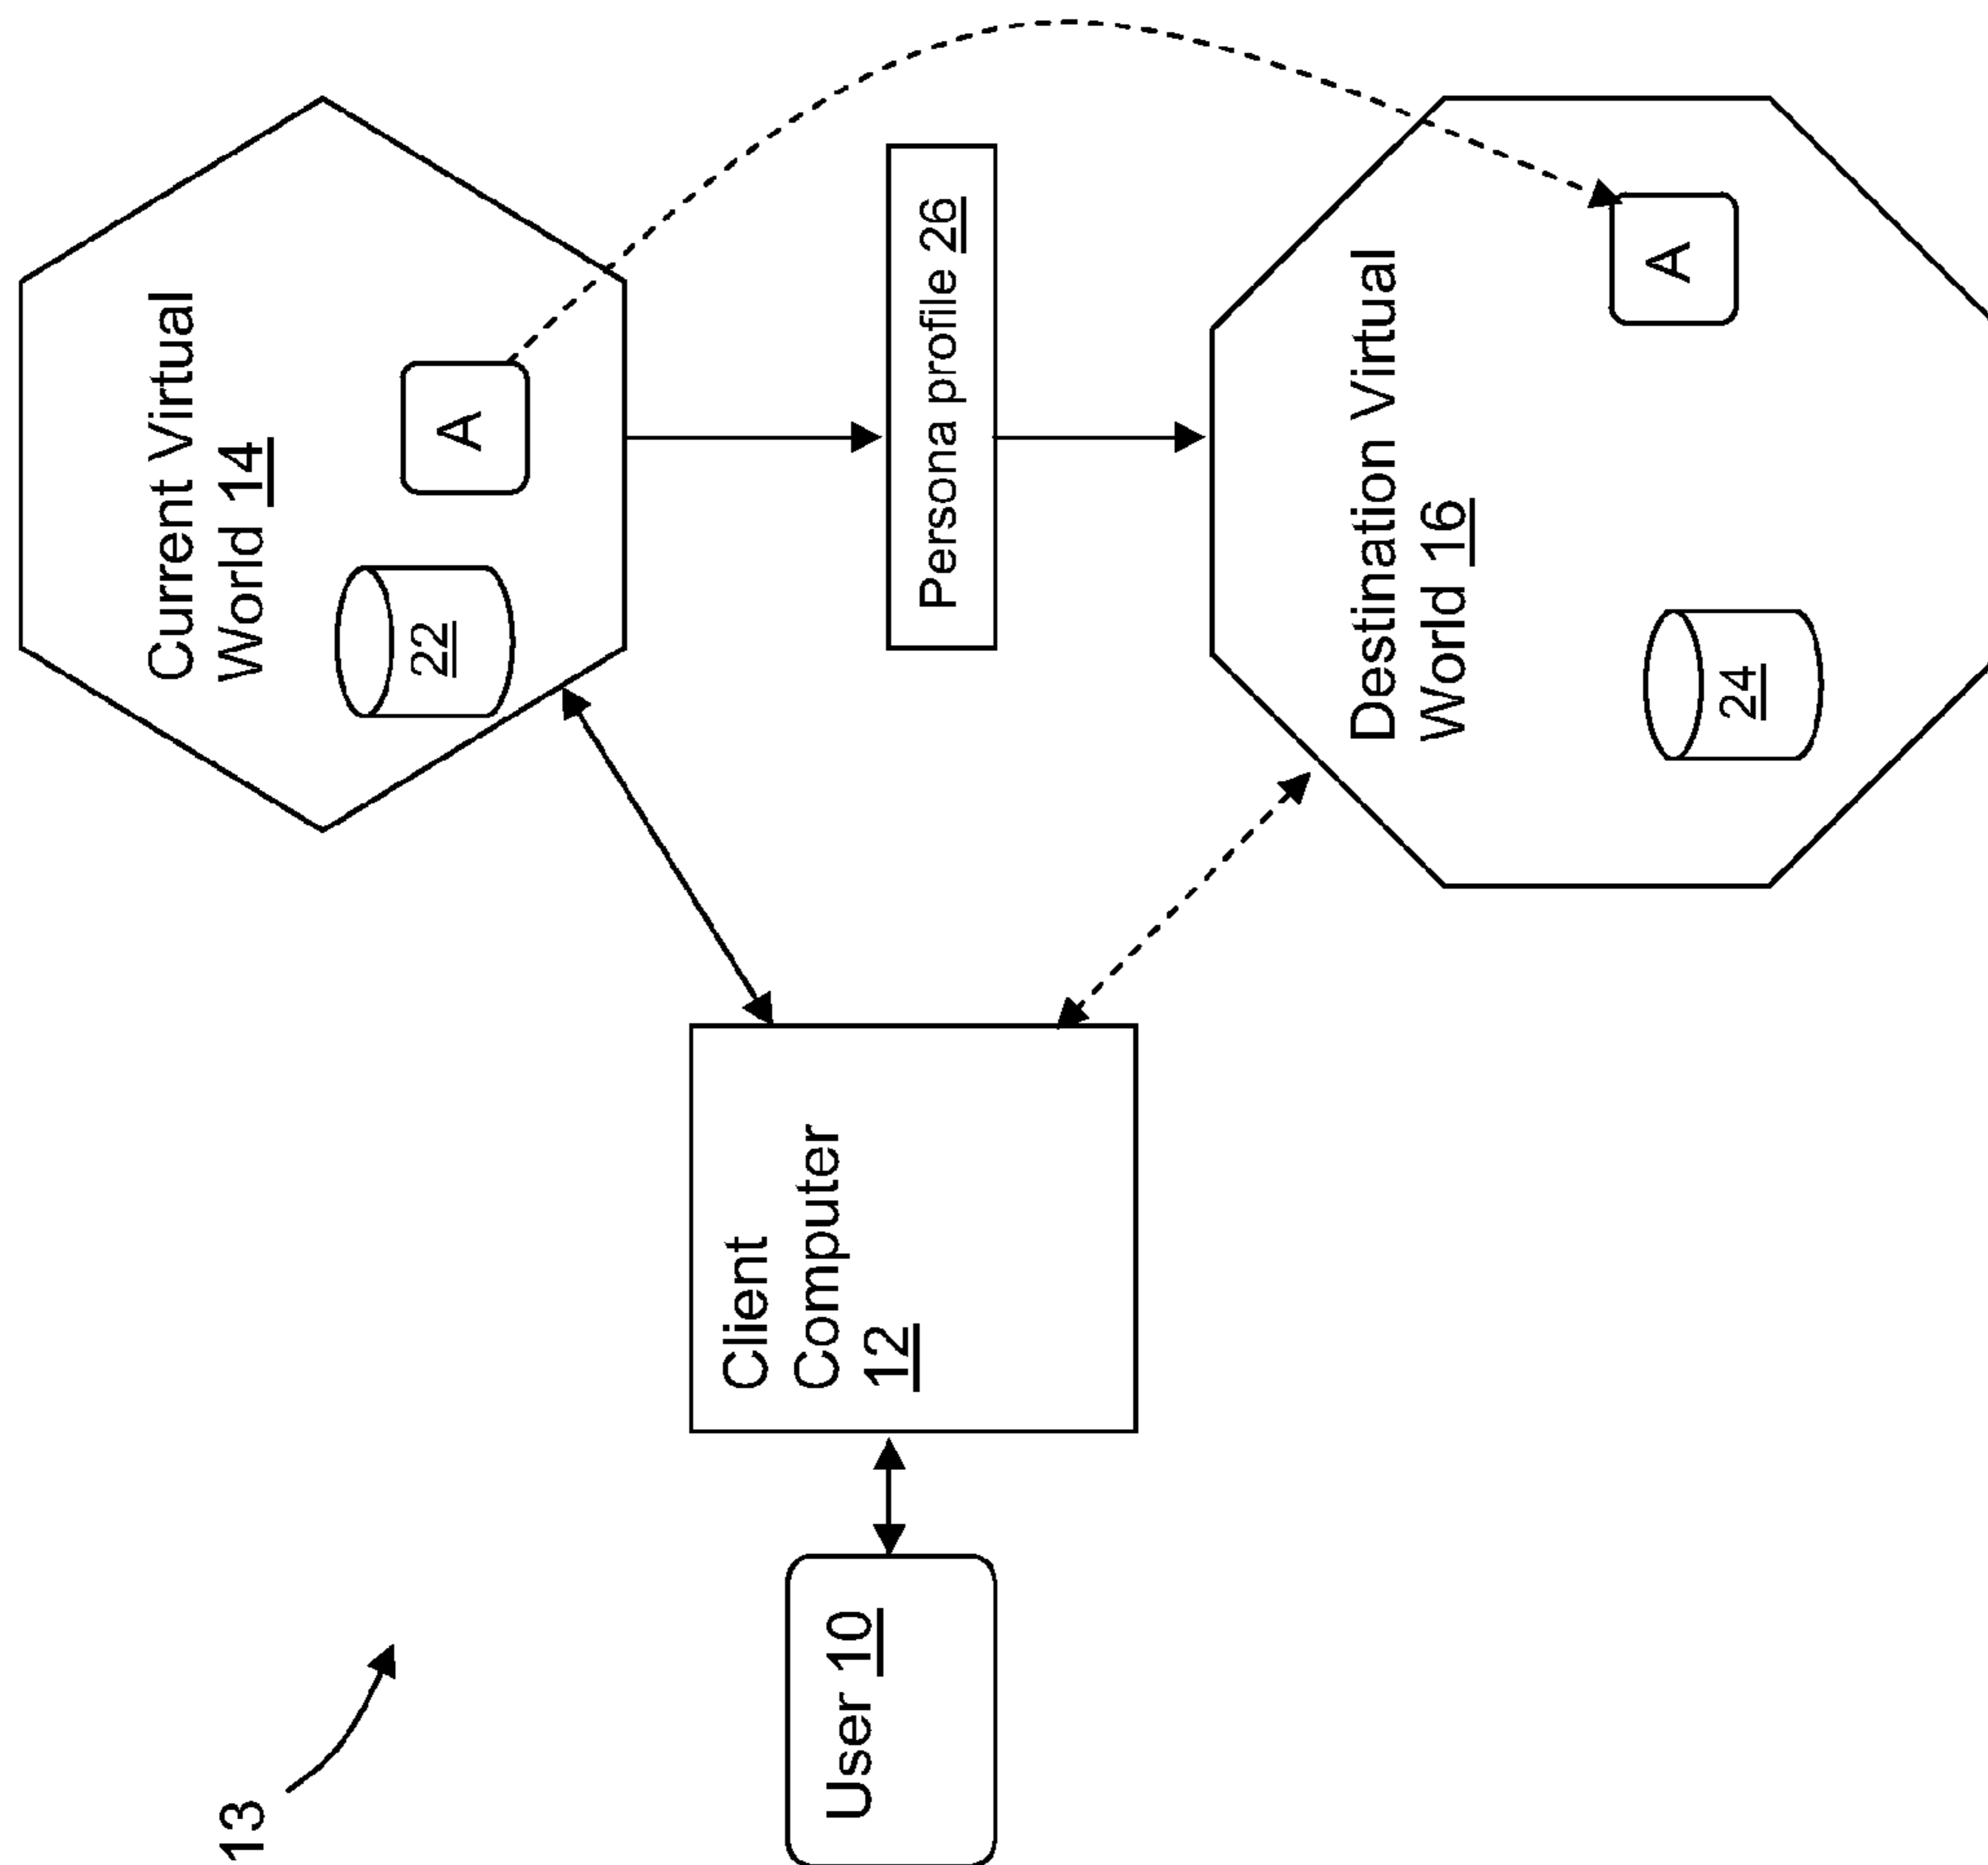 13
User 10
Client
Computer
12
Current Virtual
World 14
22
A
Persona profile 26
Destination Virtual
World 16
24
A